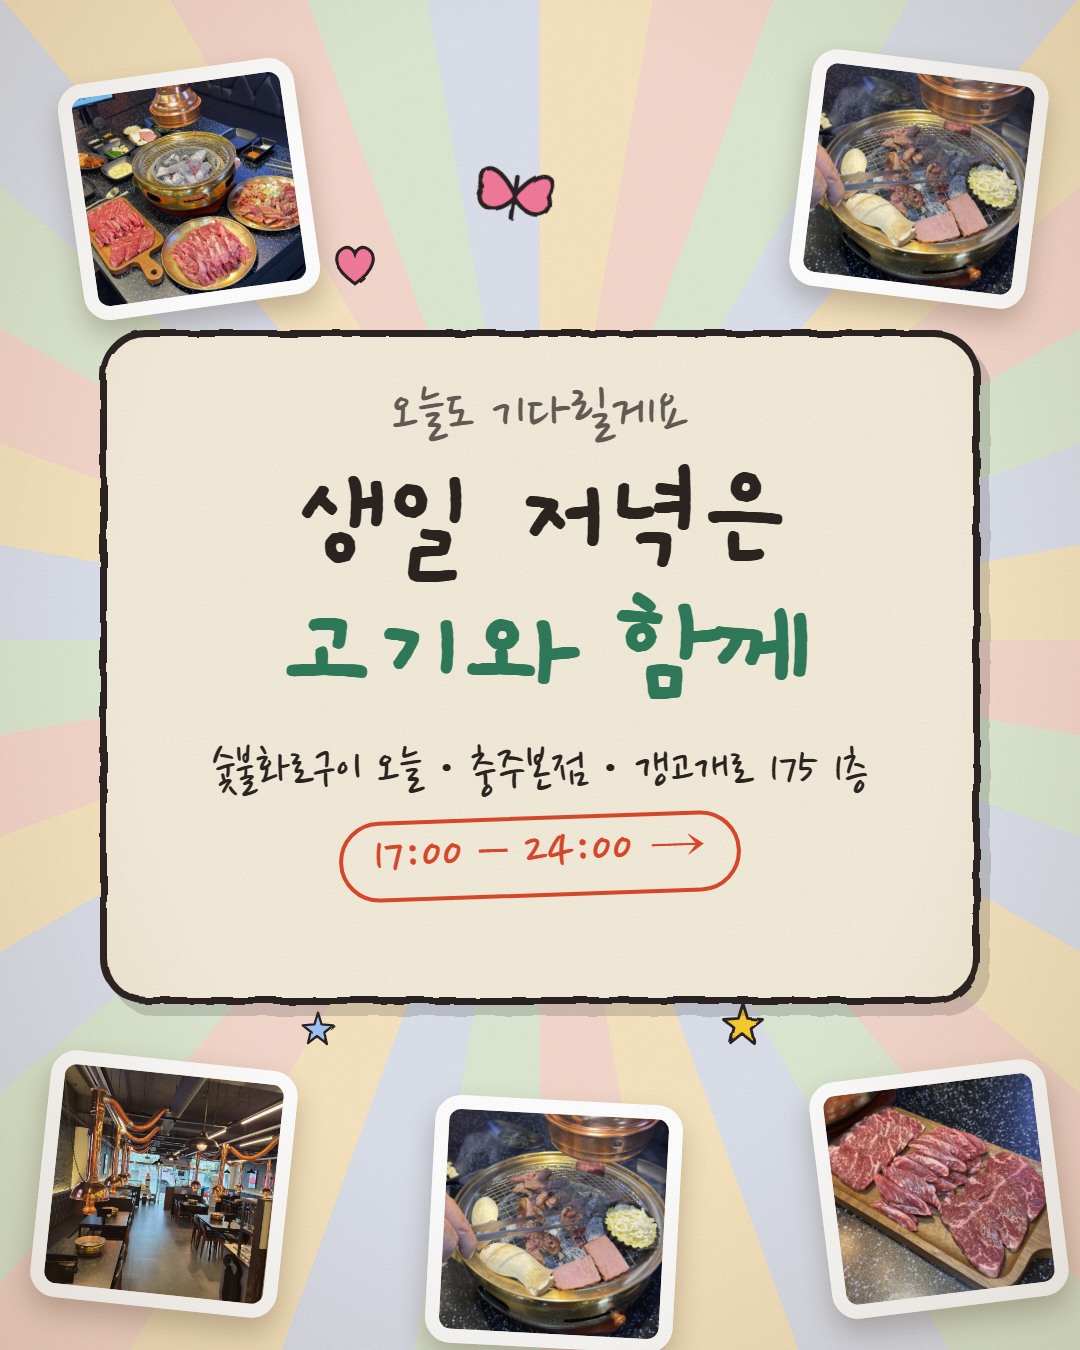 오늘도 기다릴게요
생일 저녁은
고기와 함께
숯불화로구이 오늘 · 충주본점 · 갱고개로 175 1층
17:00 — 24:00 →